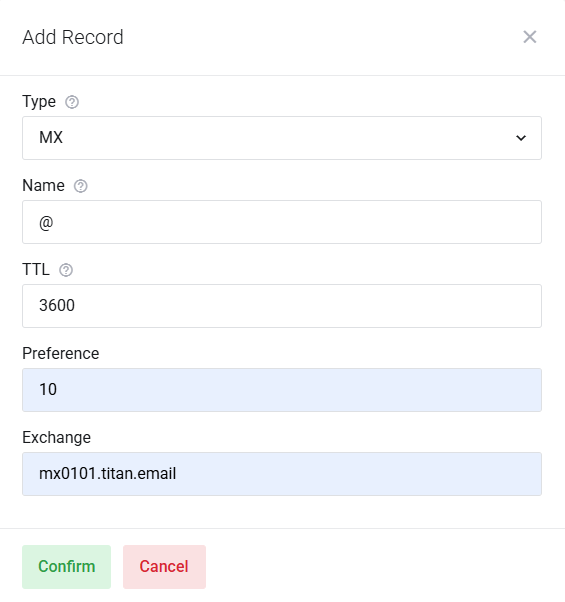 Add Record
Type
MX
Name
@
TTL
3600
Preference
10
Exchange
mx0101.titan.email
Confirm Cancel